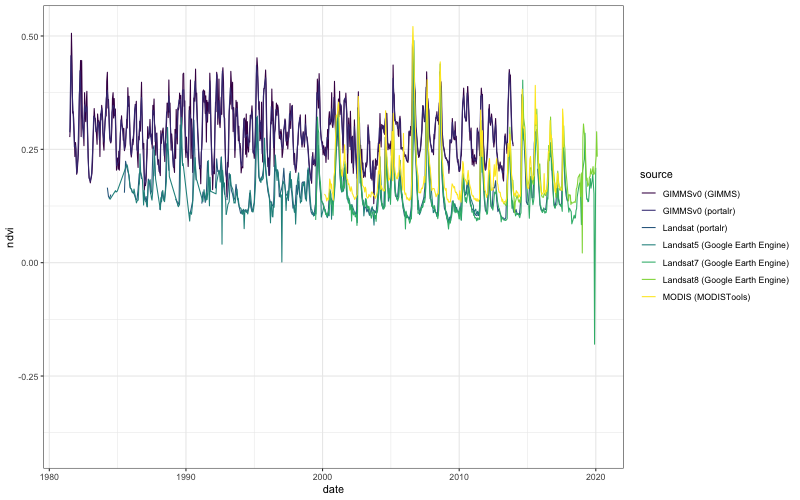 0.50
0.25
0.00
-0.25
ndvi
1980
1990
2000
2010
2020
date
source
GIMMSv0 (GIMMS)
GIMMSv0 (portalr)
Landsat (portalr)
Landsat5 (Google Earth Engine)
Landsat7 (Google Earth Engine)
Landsat8 (Google Earth Engine)
MODIS (MODISTools)